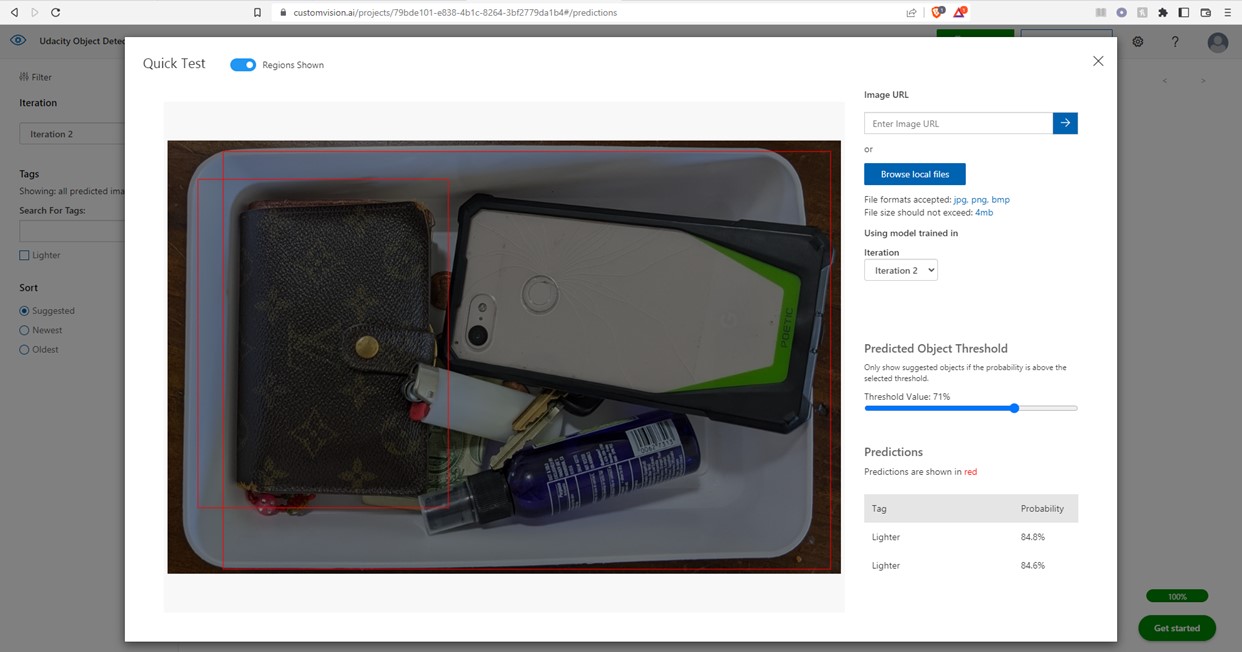 customvision.ai/projects/79bde101-e838-4b1c-8264-3bf2779da1b4#/predictions
Udacity Object Detec
Quick Test
Regions Shown
Filter
Iteration
Iteration 2
Tags
Showing: all predicted ima
Search For Tags:
Lighter
Sort
Suggested
Newest
Oldest
POETIC
Image URL
Enter Image URL
or
Browse local files
File formats accepted: jpg, png, bmp
File size should not exceed: 4mb
Using model trained in
Iteration
Iteration 2
Predicted Object Threshold
Only show suggested objects if the probability is above the
selected threshold.
Threshold Value: 71%
Predictions
Predictions are shown in red
Tag Probability
Lighter 84.8%
Lighter 84.6%
100%
Get started